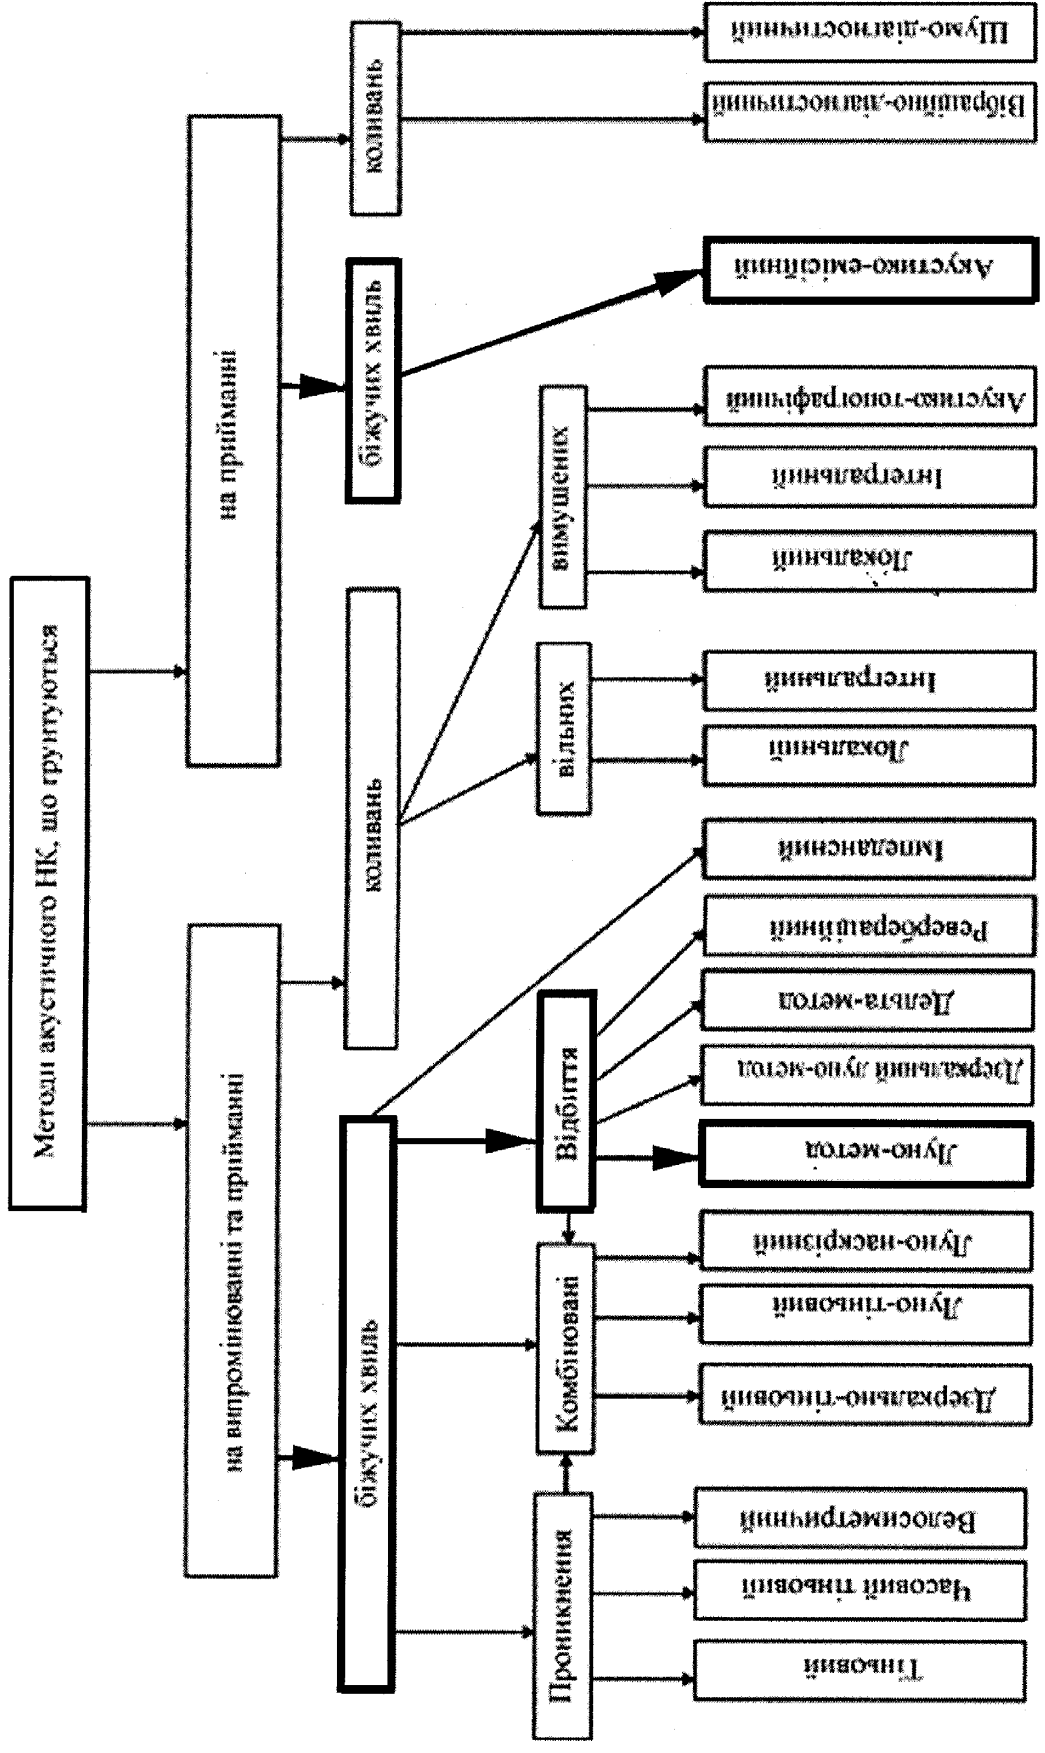 Методи акустичного НК, що грунтуються
на випромінюванні та прийманні
на прийманні
біжучих хвиль
коливань
біжучих хвиль
коливань
Проникнення
Комбіновані
Відбиття
вільних
вимушених
Тіньовий
Часовий тіньовий
Велосиметричний
Дзеркально-тіньовий
Луно-тіньовий
Луно-наскрізний
Луно-метод
Дзеркальний луно-метод
Дельта-метод
Ревербераційний
Імпедансний
Локальний
Інтегральний
Локальний
Інтегральний
Акустико-топографічний
Акустико-емісійний
Вібраційно-діагностичний
Шумо-діагностичний